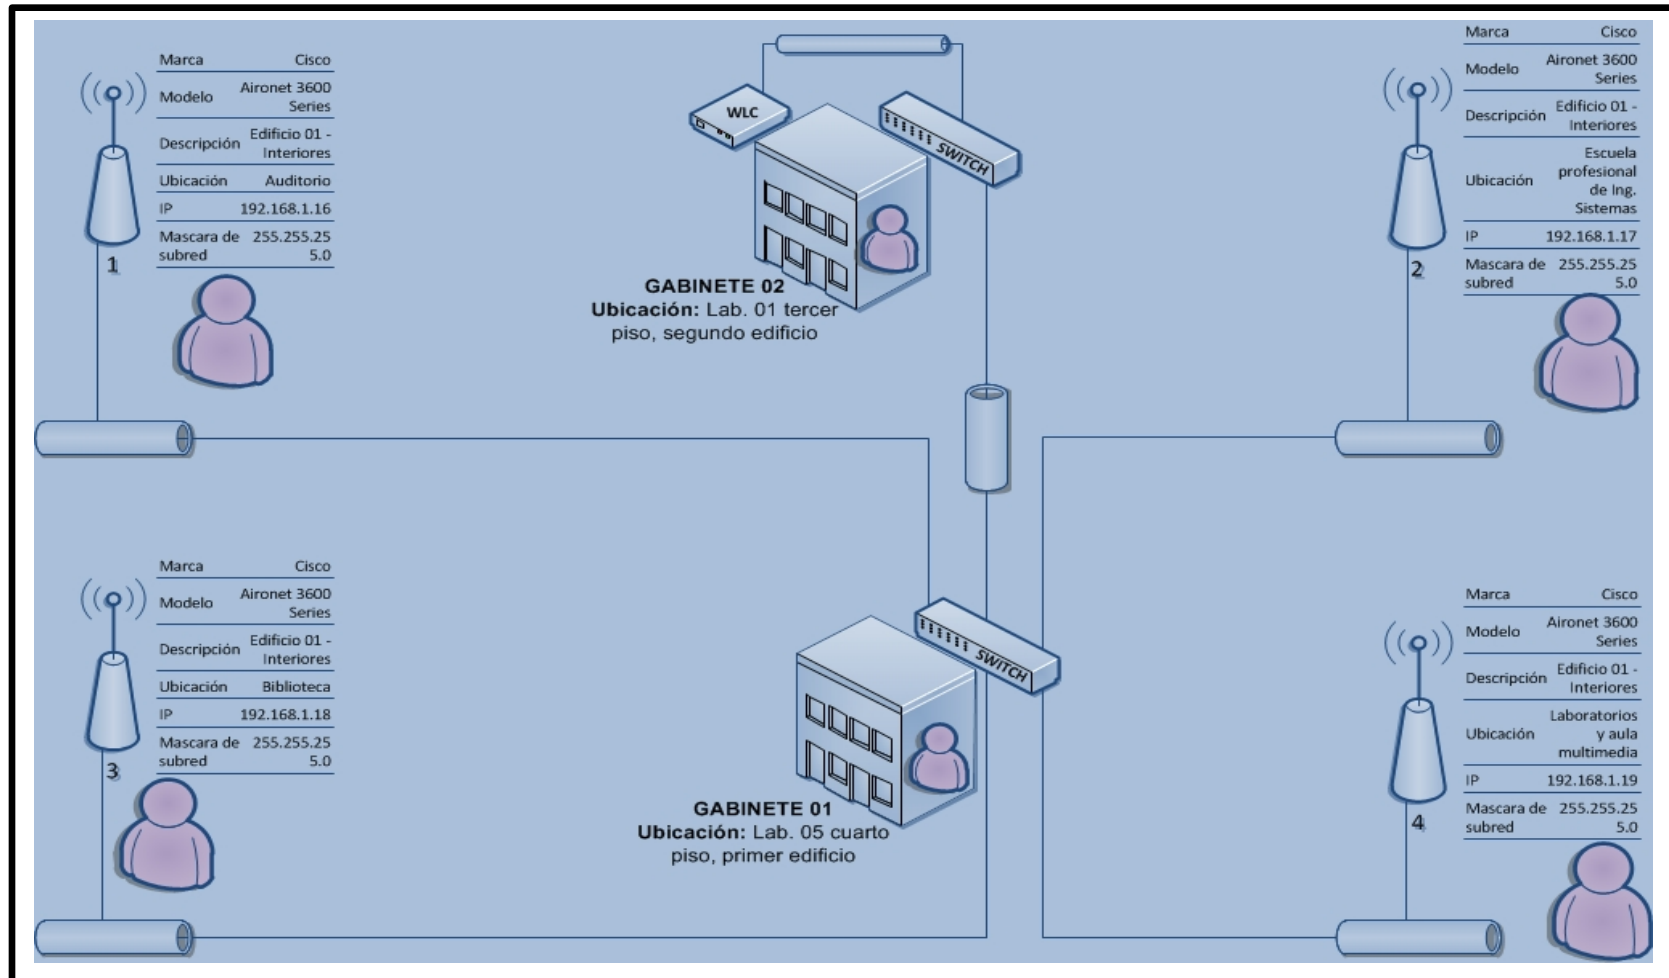 Marca Cisco
Modelo Aironet 3600
Series
Descripción Edificio 01 -
Interiores
Ubicación Auditorio
IP 192.168.1.16
Mascara de 255.255.25
subred 5.0
1
WLC
SWITCH
GABINETE 02
Ubicación: Lab. 01 tercer
piso, segundo edificio
Marca Cisco
Modelo Aironet 3600
Series
Descripción Edificio 01 -
Interiores
Escuela
profesional
Ubicación de Ing.
Sistemas
IP 192.168.1.17
Mascara de 255.255.25
subred 5.0
2
Marca Cisco
Modelo Aironet 3600
Series
Descripción Edificio 01 -
Interiores
Ubicación Biblioteca
IP 192.168.1.18
Mascara de 255.255.25
subred 5.0
3
SWITCH
GABINETE 01
Ubicación: Lab. 05 cuarto
piso, primer edificio
Marca Cisco
Modelo Aironet 3600
Series
Descripción Edificio 01 -
Interiores
Laboratorios
Ubicación y aula
multimedia
IP 192.168.1.19
Mascara de 255.255.25
subred 5.0
4